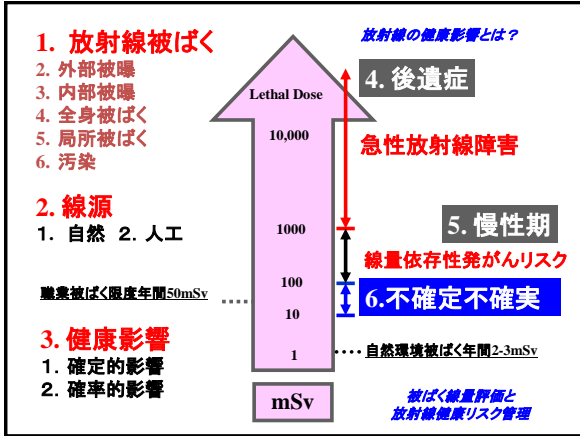 放射線の健康影響とは？
1. 放射線被ばく
2. 外部被曝
3. 内部被曝
4. 全身被ばく
5. 局所被ばく
6. 汚染
2. 線源
1. 自然 2. 人工
職業被ばく限度年間50mSv
3. 健康影響
1. 確定的影響
2. 確率的影響
Lethal Dose
10,000
1000
100
10
1
mSv
4. 後遺症
急性放射線障害
5. 慢性期
線量依存性発がんリスク
6.不確定不確実
自然環境被ばく年間2-3mSv
被ばく線量評価と
放射線健康リスク管理